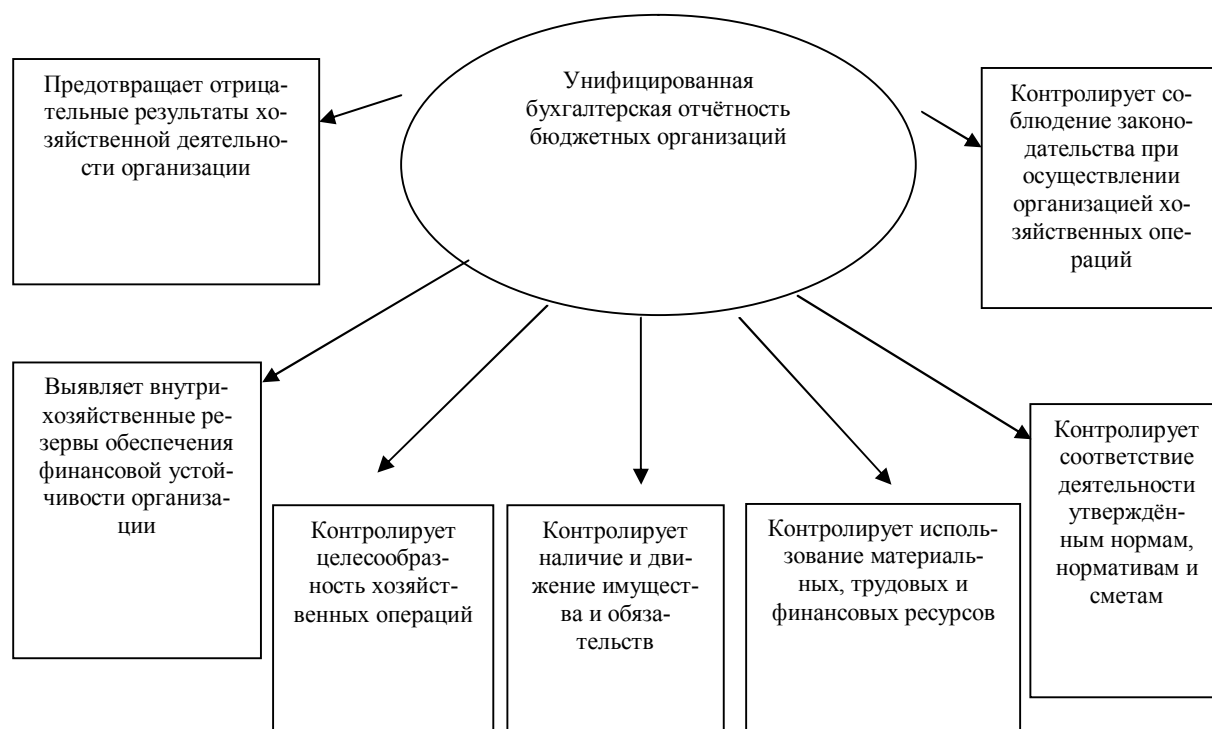 Унифицированная
бухгалтерская отчётность
бюджетных организаций
Предотвращает отрица-
тельные результаты хо-
зяйственной деятельно-
сти организации
Контролирует со-
блюдение законо-
дательства при
осуществлении
организацией хо-
зяйственных опе-
раций
Выявляет внутри-
хозяйственные ре-
зервы обеспечения
финансовой устой-
чивости организа-
ции
Контролирует
целесообраз-
ность хозяйст-
венных операций
Контролирует
наличие и дви-
жение имущест-
ва и обяза-
тельств
Контролирует исполь-
зование материаль-
ных, трудовых и
финансовых ресурсов
Контролирует
соответствие
деятельности
утверждён-
ным нормам,
нормативам и
сметам